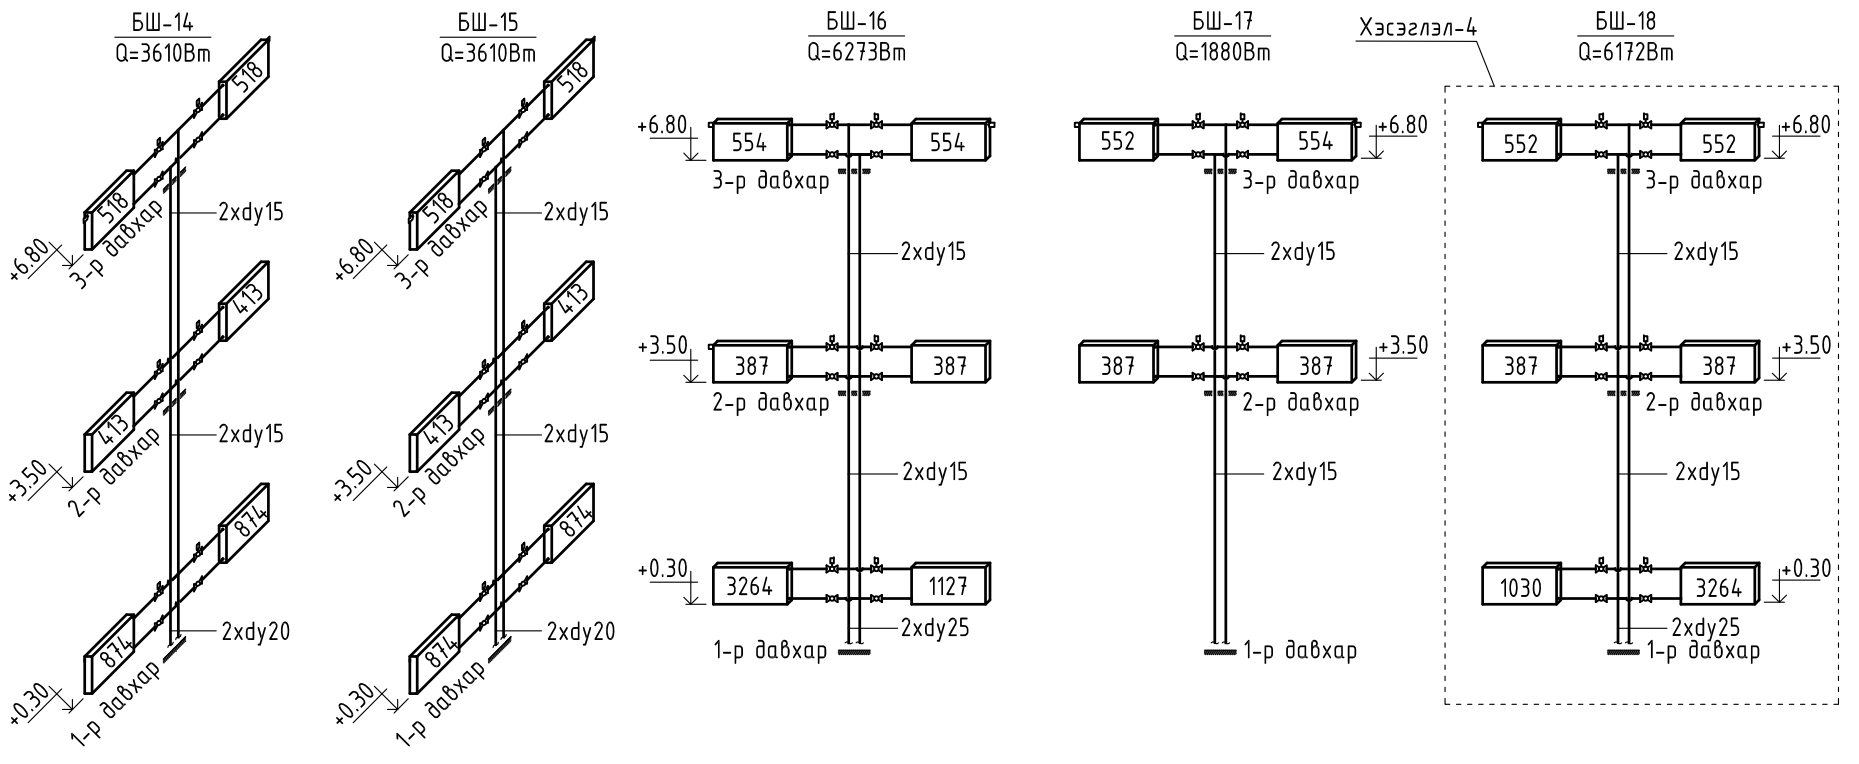 БШ-14
Q=3610Вт
518
518
+6.80
3-р давхар
2xdy15
413
413
+3.50
2-р давхар
2xdy15
874
874
+0.30
1-р давхар
2xdy20
БШ-15
Q=3610Вт
518
518
+6.80
3-р давхар
2xdy15
413
413
+3.50
2-р давхар
2xdy15
874
874
+0.30
1-р давхар
2xdy20
БШ-16
Q=6273Вт
+6.80
554
554
3-р давхар
2xdy15
+3.50
387
387
2-р давхар
2xdy15
+0.30
3264
1127
2xdy25
1-р давхар
БШ-17
Q=1880Вт
552
554
+6.80
3-р давхар
2xdy15
387
387
+3.50
2-р давхар
2xdy15
1-р давхар
Хэсэглэл-4
БШ-18
Q=6172Вт
552
552
+6.80
3-р давхар
2xdy15
387
387
+3.50
2-р давхар
2xdy15
1030
3264
+0.30
2xdy25
1-р давхар